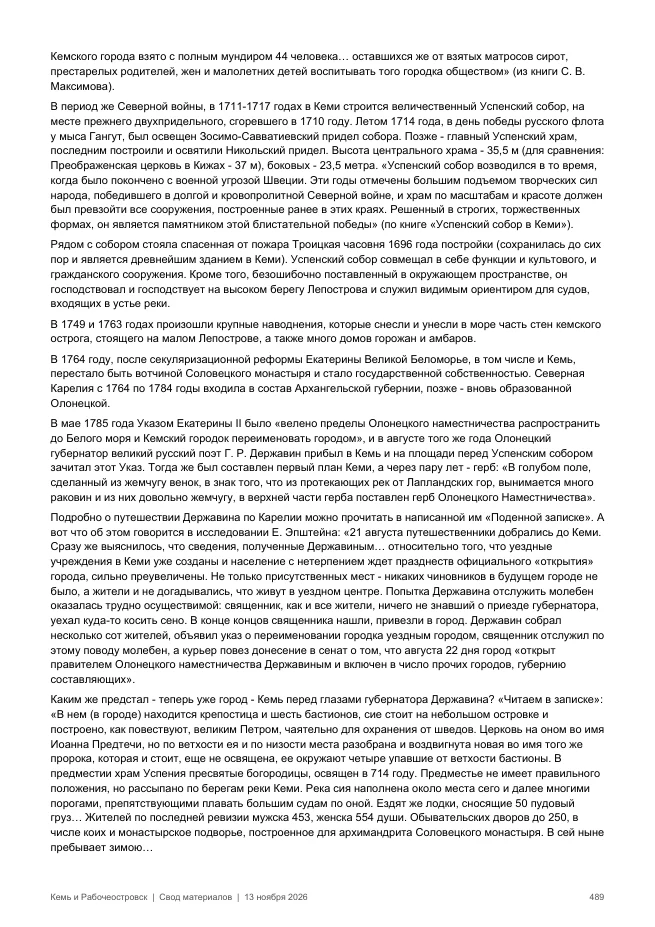 Кемского города взято с полным мундиром 44 человека… оставшихся же от взятых матросов сирот,
престарелых родителей, жен и малолетних детей воспитывать того городка обществом» (из книги С. В.
Максимова).
В период же Северной войны, в 1711-1717 годах в Кеми строится величественный Успенский собор, на
месте прежнего двухпридельного, сгоревшего в 1710 году. Летом 1714 года, в день победы русского флота
у мыса Гангут, был освещен Зосимо-Савватиевский придел собора. Позже - главный Успенский храм,
последним построили и освятили Никольский придел. Высота центрального храма - 35,5 м (для сравнения:
Преображенская церковь в Кижах - 37 м), боковых - 23,5 метра. «Успенский собор возводился в то время,
когда было покончено с военной угрозой Швеции. Эти годы отмечены большим подъемом творческих сил
народа, победившего в долгой и кровопролитной Северной войне, и храм по масштабам и красоте должен
был превзойти все сооружения, построенные ранее в этих краях. Решенный в строгих, торжественных
формах, он является памятником этой блистательной победы» (по книге «Успенский собор в Кеми»).
Рядом с собором стояла спасенная от пожара Троицкая часовня 1696 года постройки (сохранилась до сих
пор и является древнейшим зданием в Кеми). Успенский собор совмещал в себе функции и культового, и
гражданского сооружения. Кроме того, безошибочно поставленный в окружающем пространстве, он
господствовал и господствует на высоком берегу Лепострова и служил видимым ориентиром для судов,
входящих в устье реки.
В 1749 и 1763 годах произошли крупные наводнения, которые снесли и унесли в море часть стен кемского
острога, стоящего на малом Лепострове, а также много домов горожан и амбаров.
В 1764 году, после секуляризационной реформы Екатерины Великой Беломорье, в том числе и Кемь,
перестало быть вотчиной Соловецкого монастыря и стало государственной собственностью. Северная
Карелия с 1764 по 1784 годы входила в состав Архангельской губернии, позже - вновь образованной
Олонецкой.
В мае 1785 года Указом Екатерины II было «велено пределы Олонецкого наместничества распространить
до Белого моря и Кемский городок переименовать городом», и в августе того же года Олонецкий
губернатор великий русский поэт Г. Р. Державин прибыл в Кемь и на площади перед Успенским собором
зачитал этот Указ. Тогда же был составлен первый план Кеми, а через пару лет - герб: «В голубом поле,
сделанный из жемчугу венок, в знак того, что из протекающих рек от Лапландских гор, вынимается много
раковин и из них довольно жемчугу, в верхней части герба поставлен герб Олонецкого Наместничества».
Подробно о путешествии Державина по Карелии можно прочитать в написанной им «Поденной записке». А
вот что об этом говорится в исследовании Е. Эпштейна: «21 августа путешественники добрались до Кеми.
Сразу же выяснилось, что сведения, полученные Державиным… относительно того, что уездные
учреждения в Кеми уже созданы и население с нетерпением ждет празднеств официального «открытия»
города, сильно преувеличены. Не только присутственных мест - никаких чиновников в будущем городе не
было, а жители и не догадывались, что живут в уездном центре. Попытка Державина отслужить молебен
оказалась трудно осуществимой: священник, как и все жители, ничего не знавший о приезде губернатора,
уехал куда-то косить сено. В конце концов священника нашли, привезли в город. Державин собрал
несколько сот жителей, объявил указ о переименовании городка уездным городом, священник отслужил по
этому поводу молебен, а курьер повез донесение в сенат о том, что августа 22 дня город «открыт
правителем Олонецкого наместничества Державиным и включен в число прочих городов, губернию
составляющих».
Каким же предстал - теперь уже город - Кемь перед глазами губернатора Державина? «Читаем в записке»:
«В нем (в городе) находится крепостица и шесть бастионов, сие стоит на небольшом островке и
построено, как повествуют, великим Петром, чаятельно для охранения от шведов. Церковь на оном во имя
Иоанна Предтечи, но по ветхости ея и по низости места разобрана и воздвигнута новая во имя того же
пророка, которая и стоит, еще не освящена, ее окружают четыре упавшие от ветхости бастионы. В
предместии храм Успения пресвятые богородицы, освящен в 714 году. Предместье не имеет правильного
положения, но рассыпано по берегам реки Кеми. Река сия наполнена около места сего и далее многими
порогами, препятствующими плавать большим судам по оной. Ездят же лодки, сносящие 50 пудовый
груз… Жителей по последней ревизии мужска 453, женска 554 души. Обывательских дворов до 250, в
числе коих и монастырское подворье, построенное для архимандрита Соловецкого монастыря. В сей ныне
пребывает зимою…
Кемь и Рабочеостровск | Свод материалов | 13 ноября 2026
489